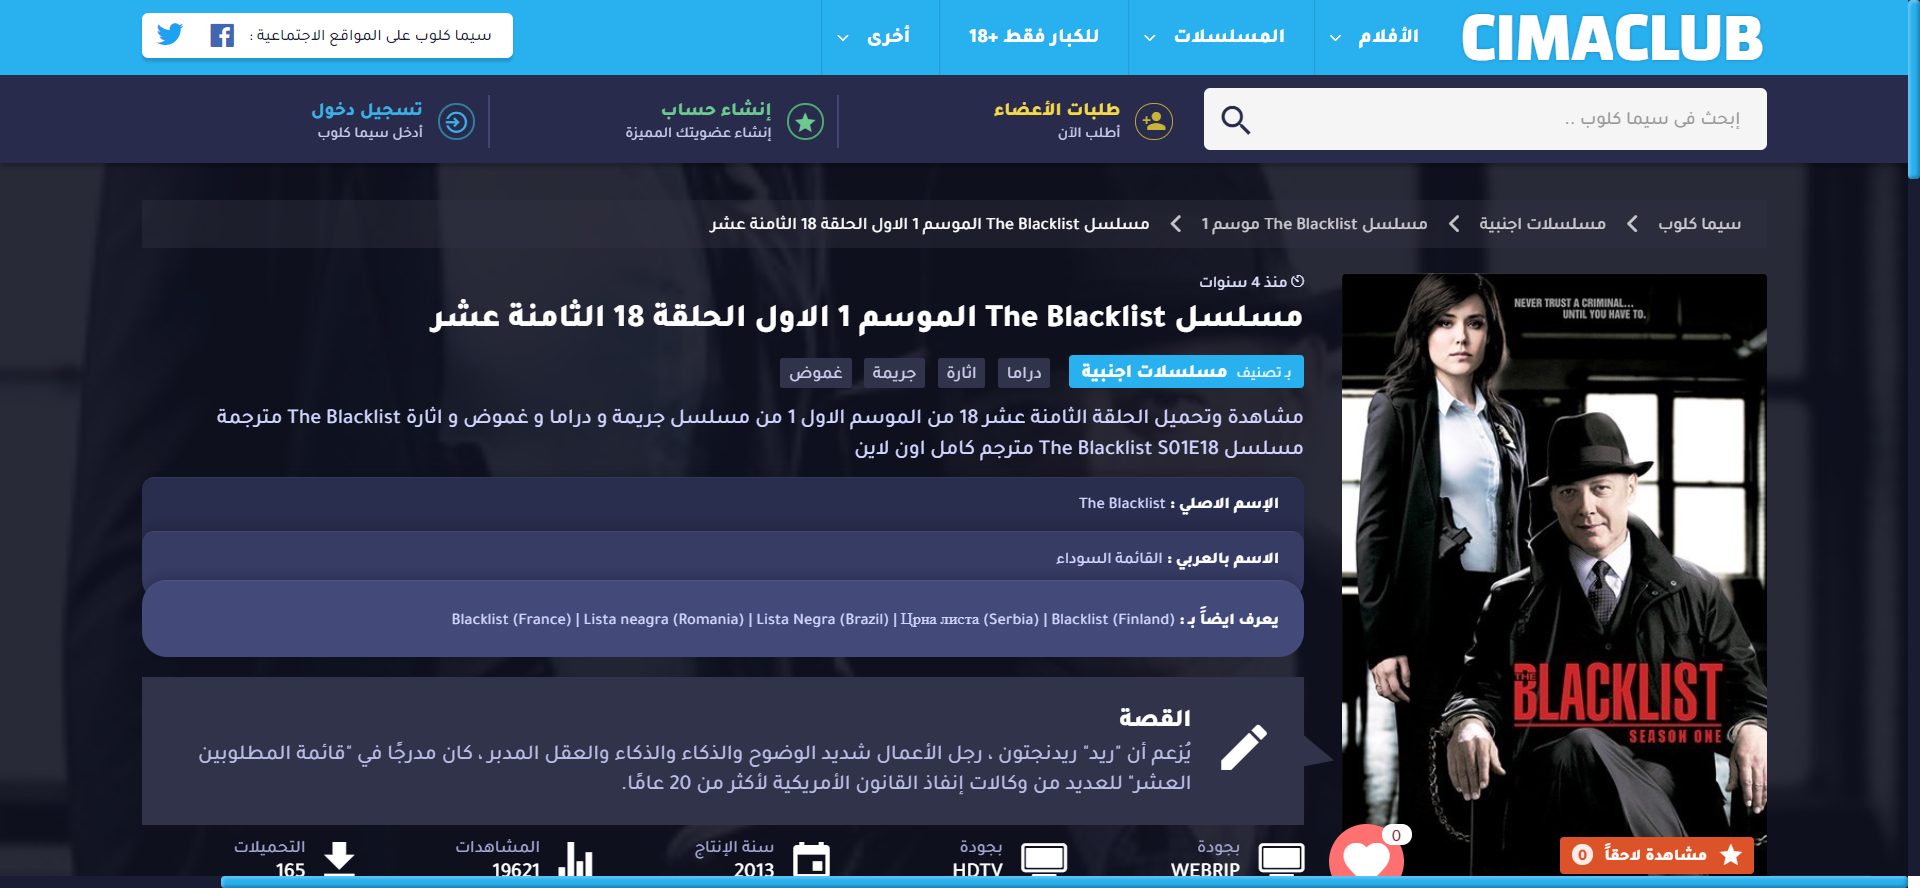 CIMACLUB
الأفلام
المسلسلات
للكبار فقط +18
أخرى
سيما كلوب على المواقع الاجتماعية :
إبحث فى سيما كلوب ..
طلبات الأعضاء
أطلب الآن
إنشاء حساب
إنشاء عضويتك المميزة
تسجيل دخول
أدخل سيما كلوب
سيما كلوب
مسلسلات اجنبية
مسلسل The Blacklist موسم 1
مسلسل The Blacklist الموسم 1 الاول الحلقة 18 الثامنة عشر
منذ 4 سنوات
مسلسل The Blacklist الموسم 1 الاول الحلقة 18 الثامنة عشر
بـ تصنيف مسلسلات اجنبية
دراما
اثارة
جريمة
غموض
مشاهدة وتحميل الحلقة الثامنة عشر 18 من الموسم الاول 1 من مسلسل جريمة و دراما و غموض و اثارة The Blacklist مترجمة
مسلسل The Blacklist S01E18 مترجم كامل اون لاين
الإسم الاصلي : The Blacklist
الاسم بالعربي : القائمة السوداء
يعرف ايضاً بـ : Blacklist (France) | Lista neagra (Romania) | Lista Negra (Brazil) | Црна листа (Serbia) | Blacklist (Finland)
القصة
يُزعم أن "ريد" ريدنجتون ، رجل الأعمال شديد الوضوح والذكاء والذكاء والعقل المدبر ، كان مدرجًا في "قائمة المطلوبين
العشر" للعديد من وكالات إنفاذ القانون الأمريكية لأكثر من 20 عامًا.
بجودة
WEBRIP
بجودة
HDTV
سنة الإنتاج
2013
المشاهدات
19621
التحميلات
165
NEVER TRUST A CRIMINAL...
UNTIL YOU HAVE TO.
THE
BLACKLIST
SEASON ONE
مشاهدة لاحقاً 0
0